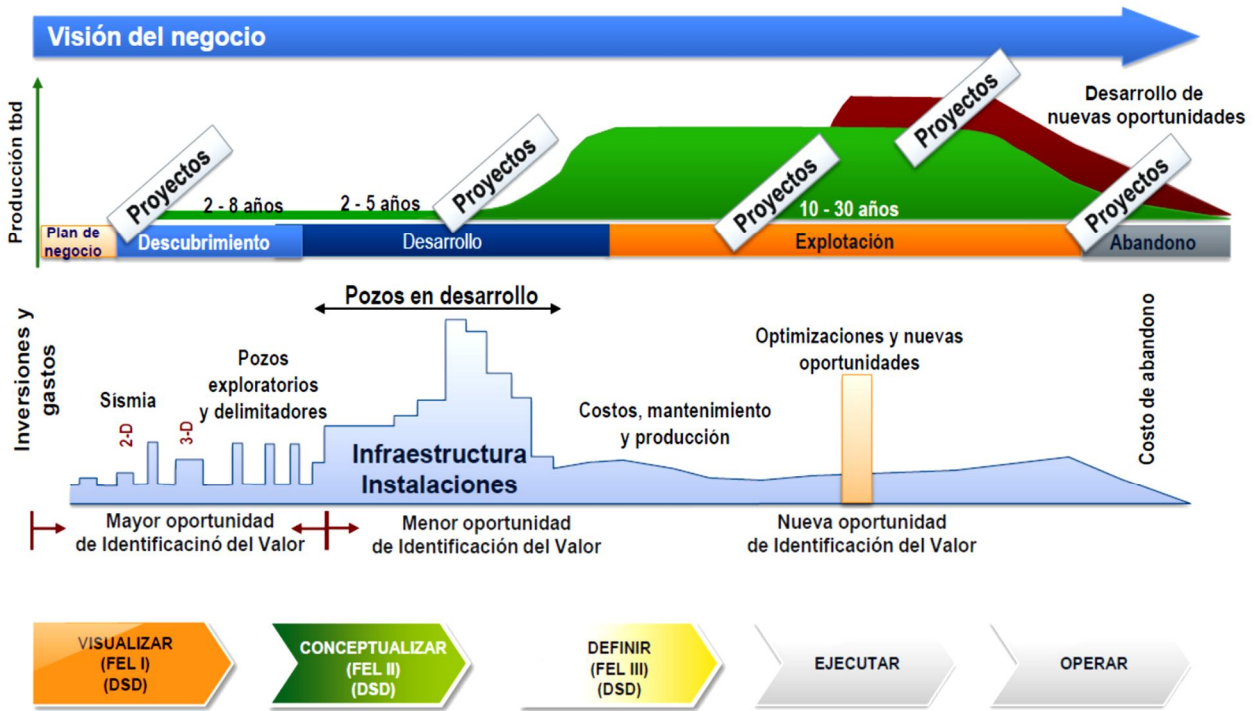 Visión del negocio
Producción tbd
Proyectos
Proyectos
Proyectos
Proyectos
Proyectos
Desarrollo de
nuevas oportunidades
2 - 8 años
2 - 5 años
10 - 30 años
Plan de
negocio
Descubrimiento
Desarrollo
Explotación
Abandono
Inversiones y
gastos
Pozos en desarrollo
Sismia
2-D
3-D
Pozos
exploratorios
y delimitadores
Infraestructura
Instalaciones
Costos, mantenimiento
y producción
Optimizaciones y nuevas
oportunidades
Costo de abandono
Mayor oportunidad
de Identificacinó del Valor
Menor oportunidad
de Identificación del Valor
Nueva oportunidad
de Identificación del Valor
VISUALIZAR
(FEL I)
(DSD)
CONCEPTUALIZAR
(FEL II)
(DSD)
DEFINIR
(FEL III)
(DSD)
EJECUTAR
OPERAR